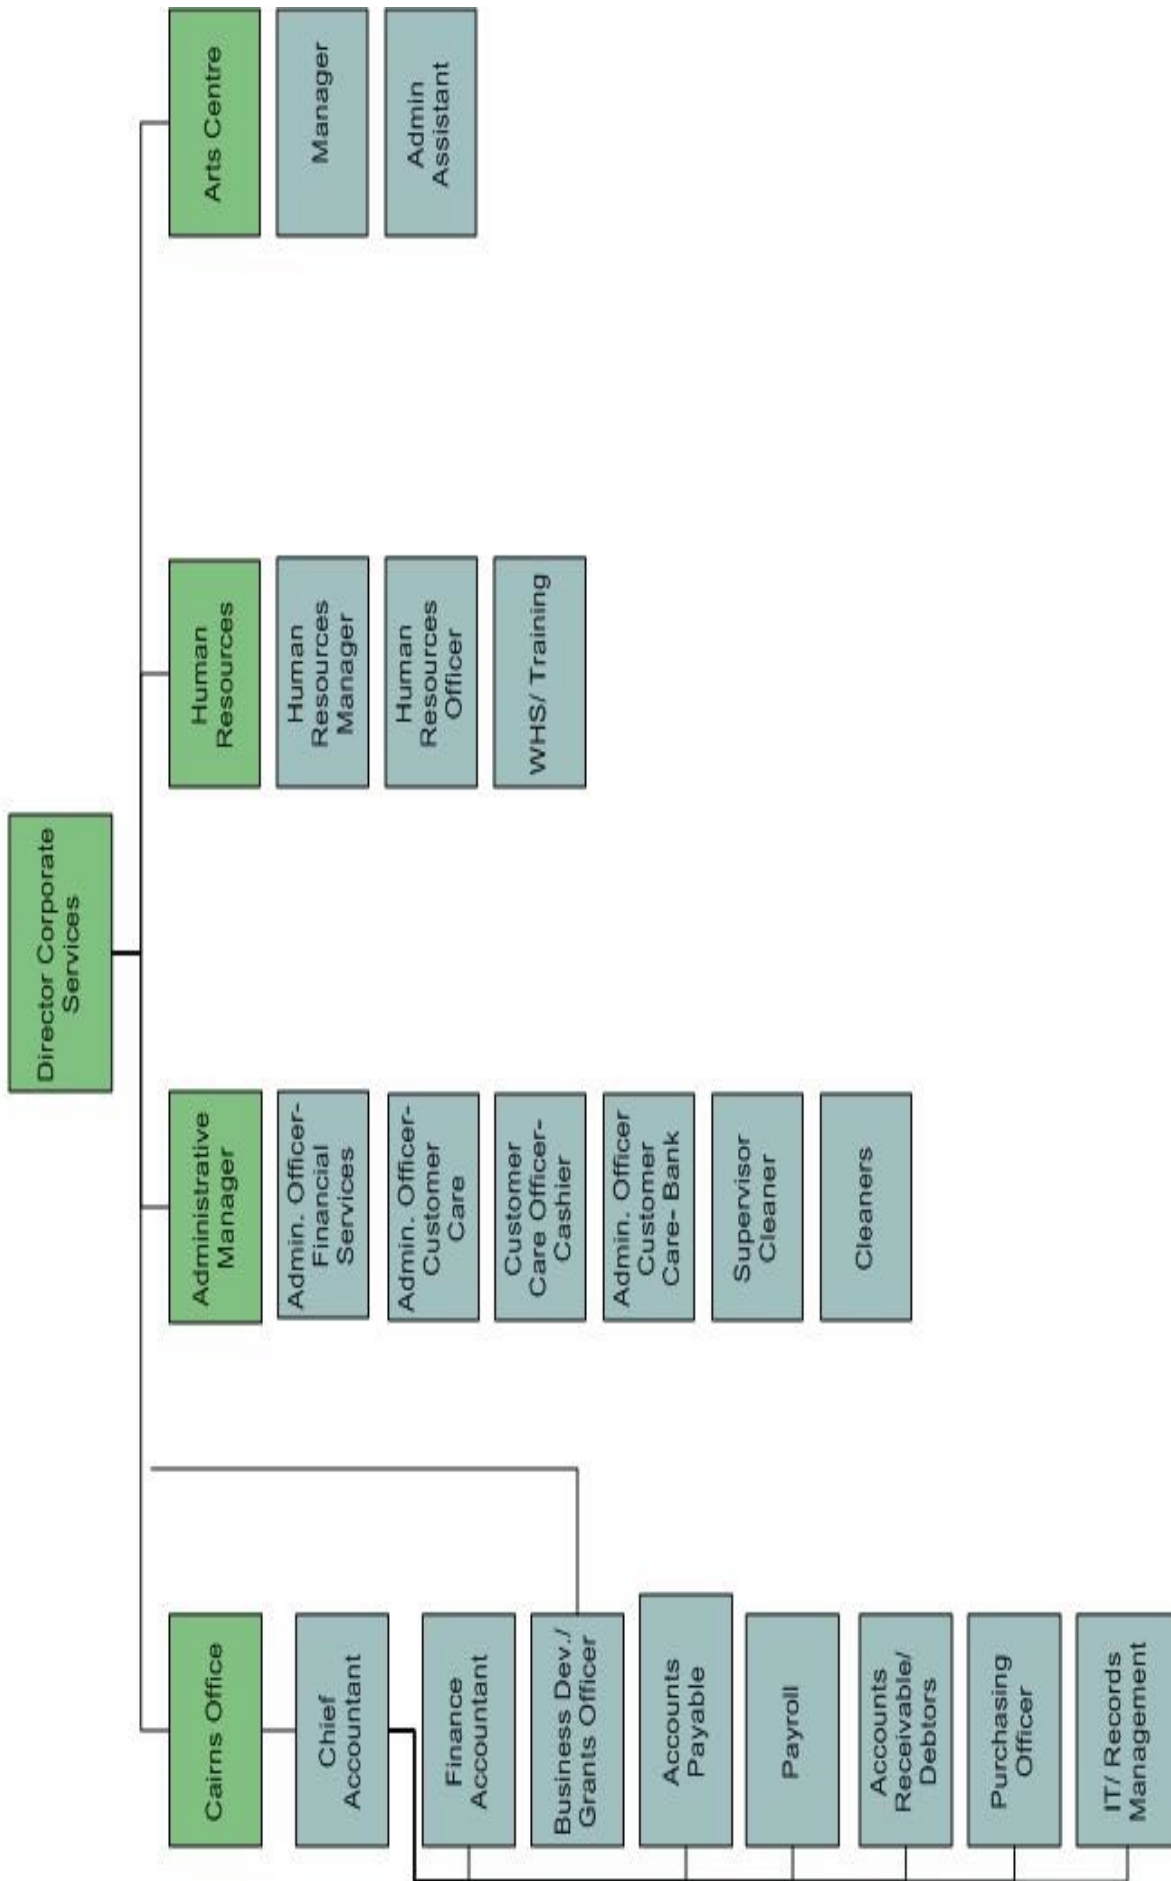 Director Corporate
Services
Cairns Office
Chief
Accountant
Finance
Accountant
Business Dev./
Grants Officer
Accounts
Payable
Payroll
Accounts
Receivable/
Debtors
Purchasing
Officer
IT/ Records
Management
Administrative
Manager
Admin. Officer-
Financial
Services
Admin. Officer-
Customer
Care
Customer
Care Officer-
Cashier
Admin. Officer
Customer
Care- Bank
Supervisor
Cleaner
Cleaners
Human
Resources
Human
Resources
Manager
Human
Resources
Officer
WHS/ Training
Arts Centre
Manager
Admin
Assistant